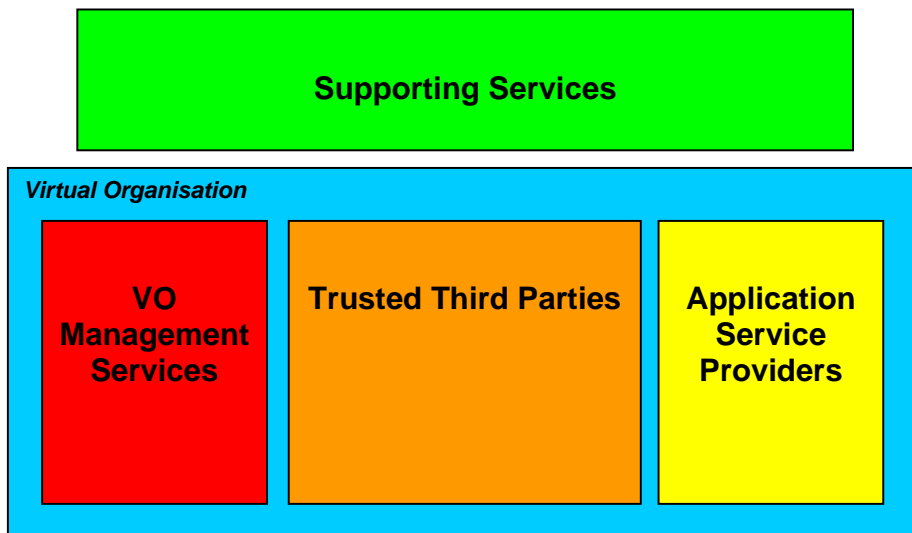 Supporting Services
Virtual Organisation
VO
Management
Services
Trusted Third Parties
Application
Service
Providers